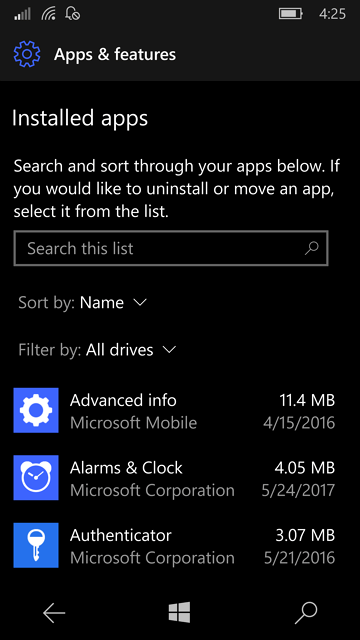 4:25
Apps & features
Installed apps
Search and sort through your apps below. If
you would like to uninstall or move an app,
select it from the list.
Search this list
Sort by: Name
Filter by: All drives
Advanced info 11.4 MB
Microsoft Mobile 4/15/2016
Alarms & Clock 4.05 MB
Microsoft Corporation 5/24/2017
Authenticator 3.07 MB
Microsoft Corporation 5/21/2016